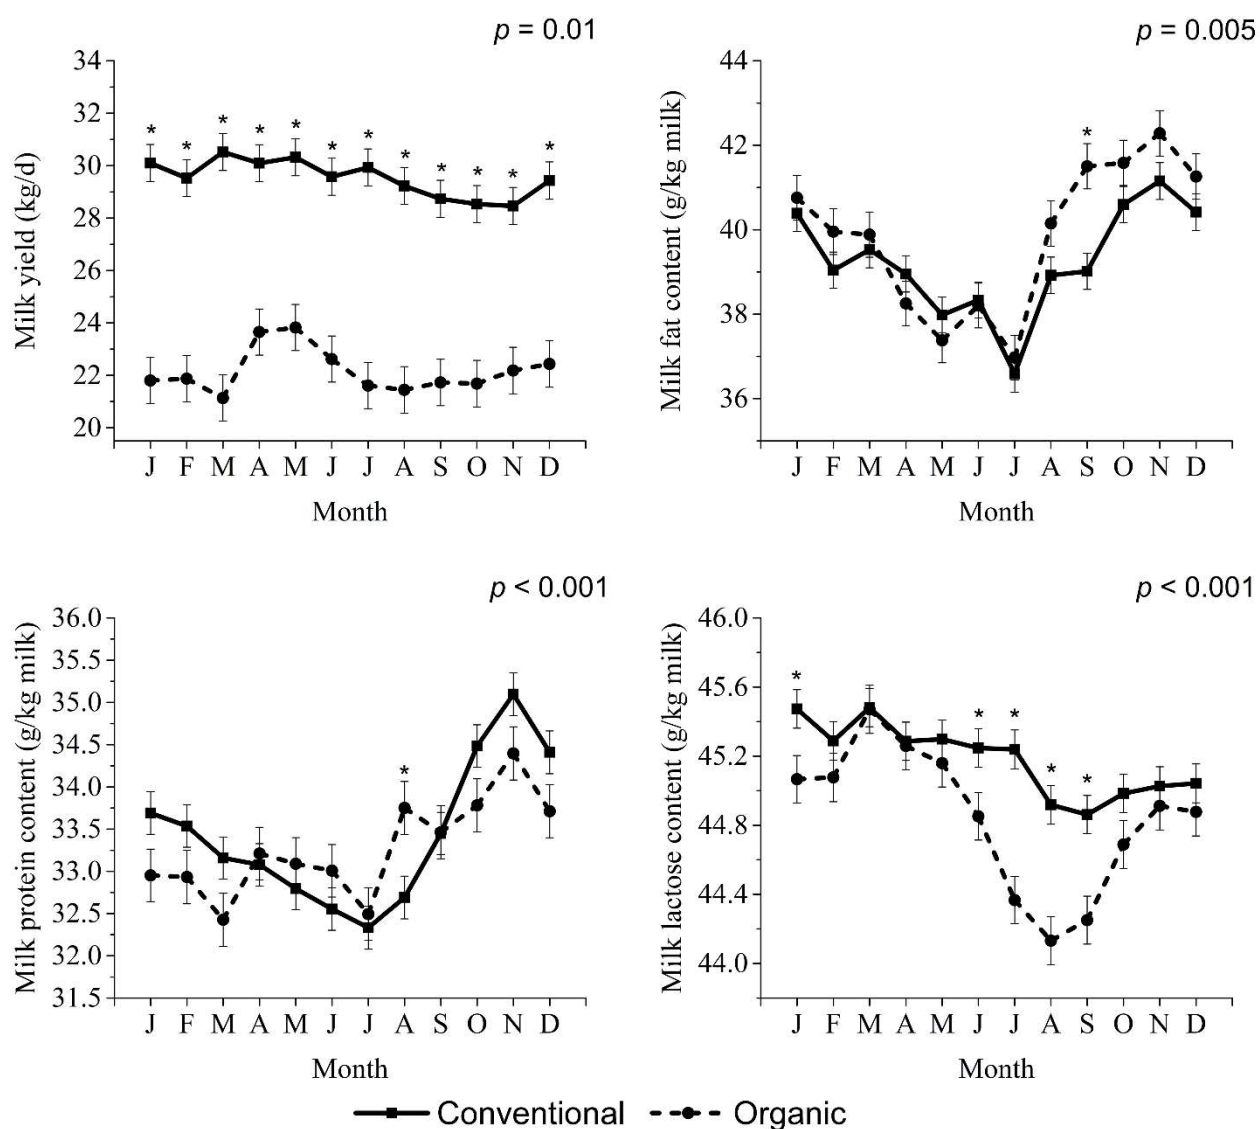 p = 0.01
Milk yield (kg/d)
34
32
30
28
26
24
22
20
* * * * * * * * * * * *
J F M A M J J A S O N D
Month
p = 0.005
Milk fat content (g/kg milk)
44
42
40
38
36
*
J F M A M J J A S O N D
Month
p < 0.001
Milk protein content (g/kg milk)
36.0
35.5
35.0
34.5
34.0
33.5
33.0
32.5
32.0
31.5
*
J F M A M J J A S O N D
Month
p < 0.001
Milk lactose content (g/kg milk)
46.0
45.6
45.2
44.8
44.4
44.0
* * * * *
J F M A M J J A S O N D
Month
Conventional Organic